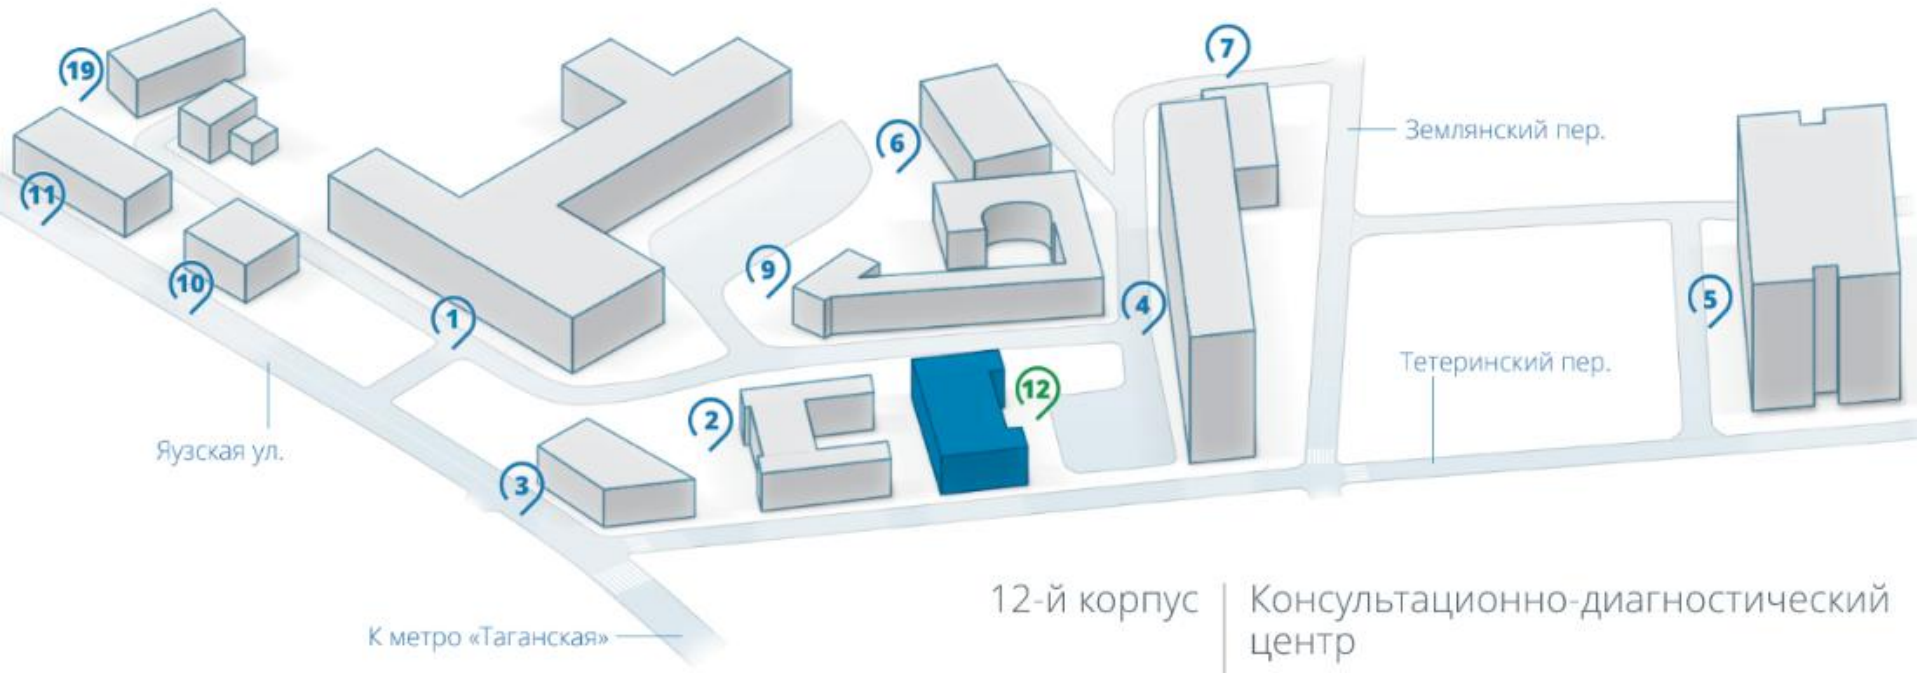 7
19
Землянский пер.
6
11
9
10
5
4
1
Тетеринский пер.
12
2
Яузская ул.
3
12-й корпус
Консультационно-диагностический
центр
К метро «Таганская»